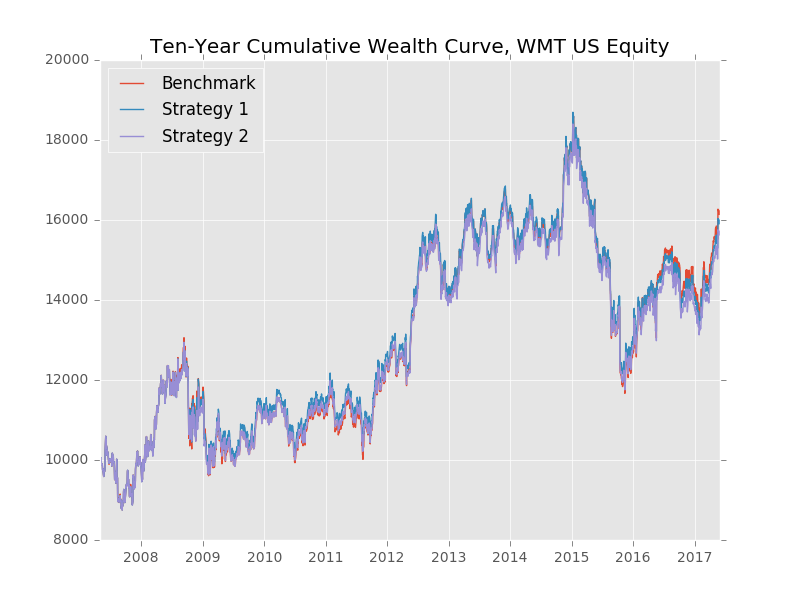 Ten-Year Cumulative Wealth Curve, WMT US Equity
20000
18000
16000
14000
12000
10000
8000
Benchmark
Strategy 1
Strategy 2
2008 2009 2010 2011 2012 2013 2014 2015 2016 2017